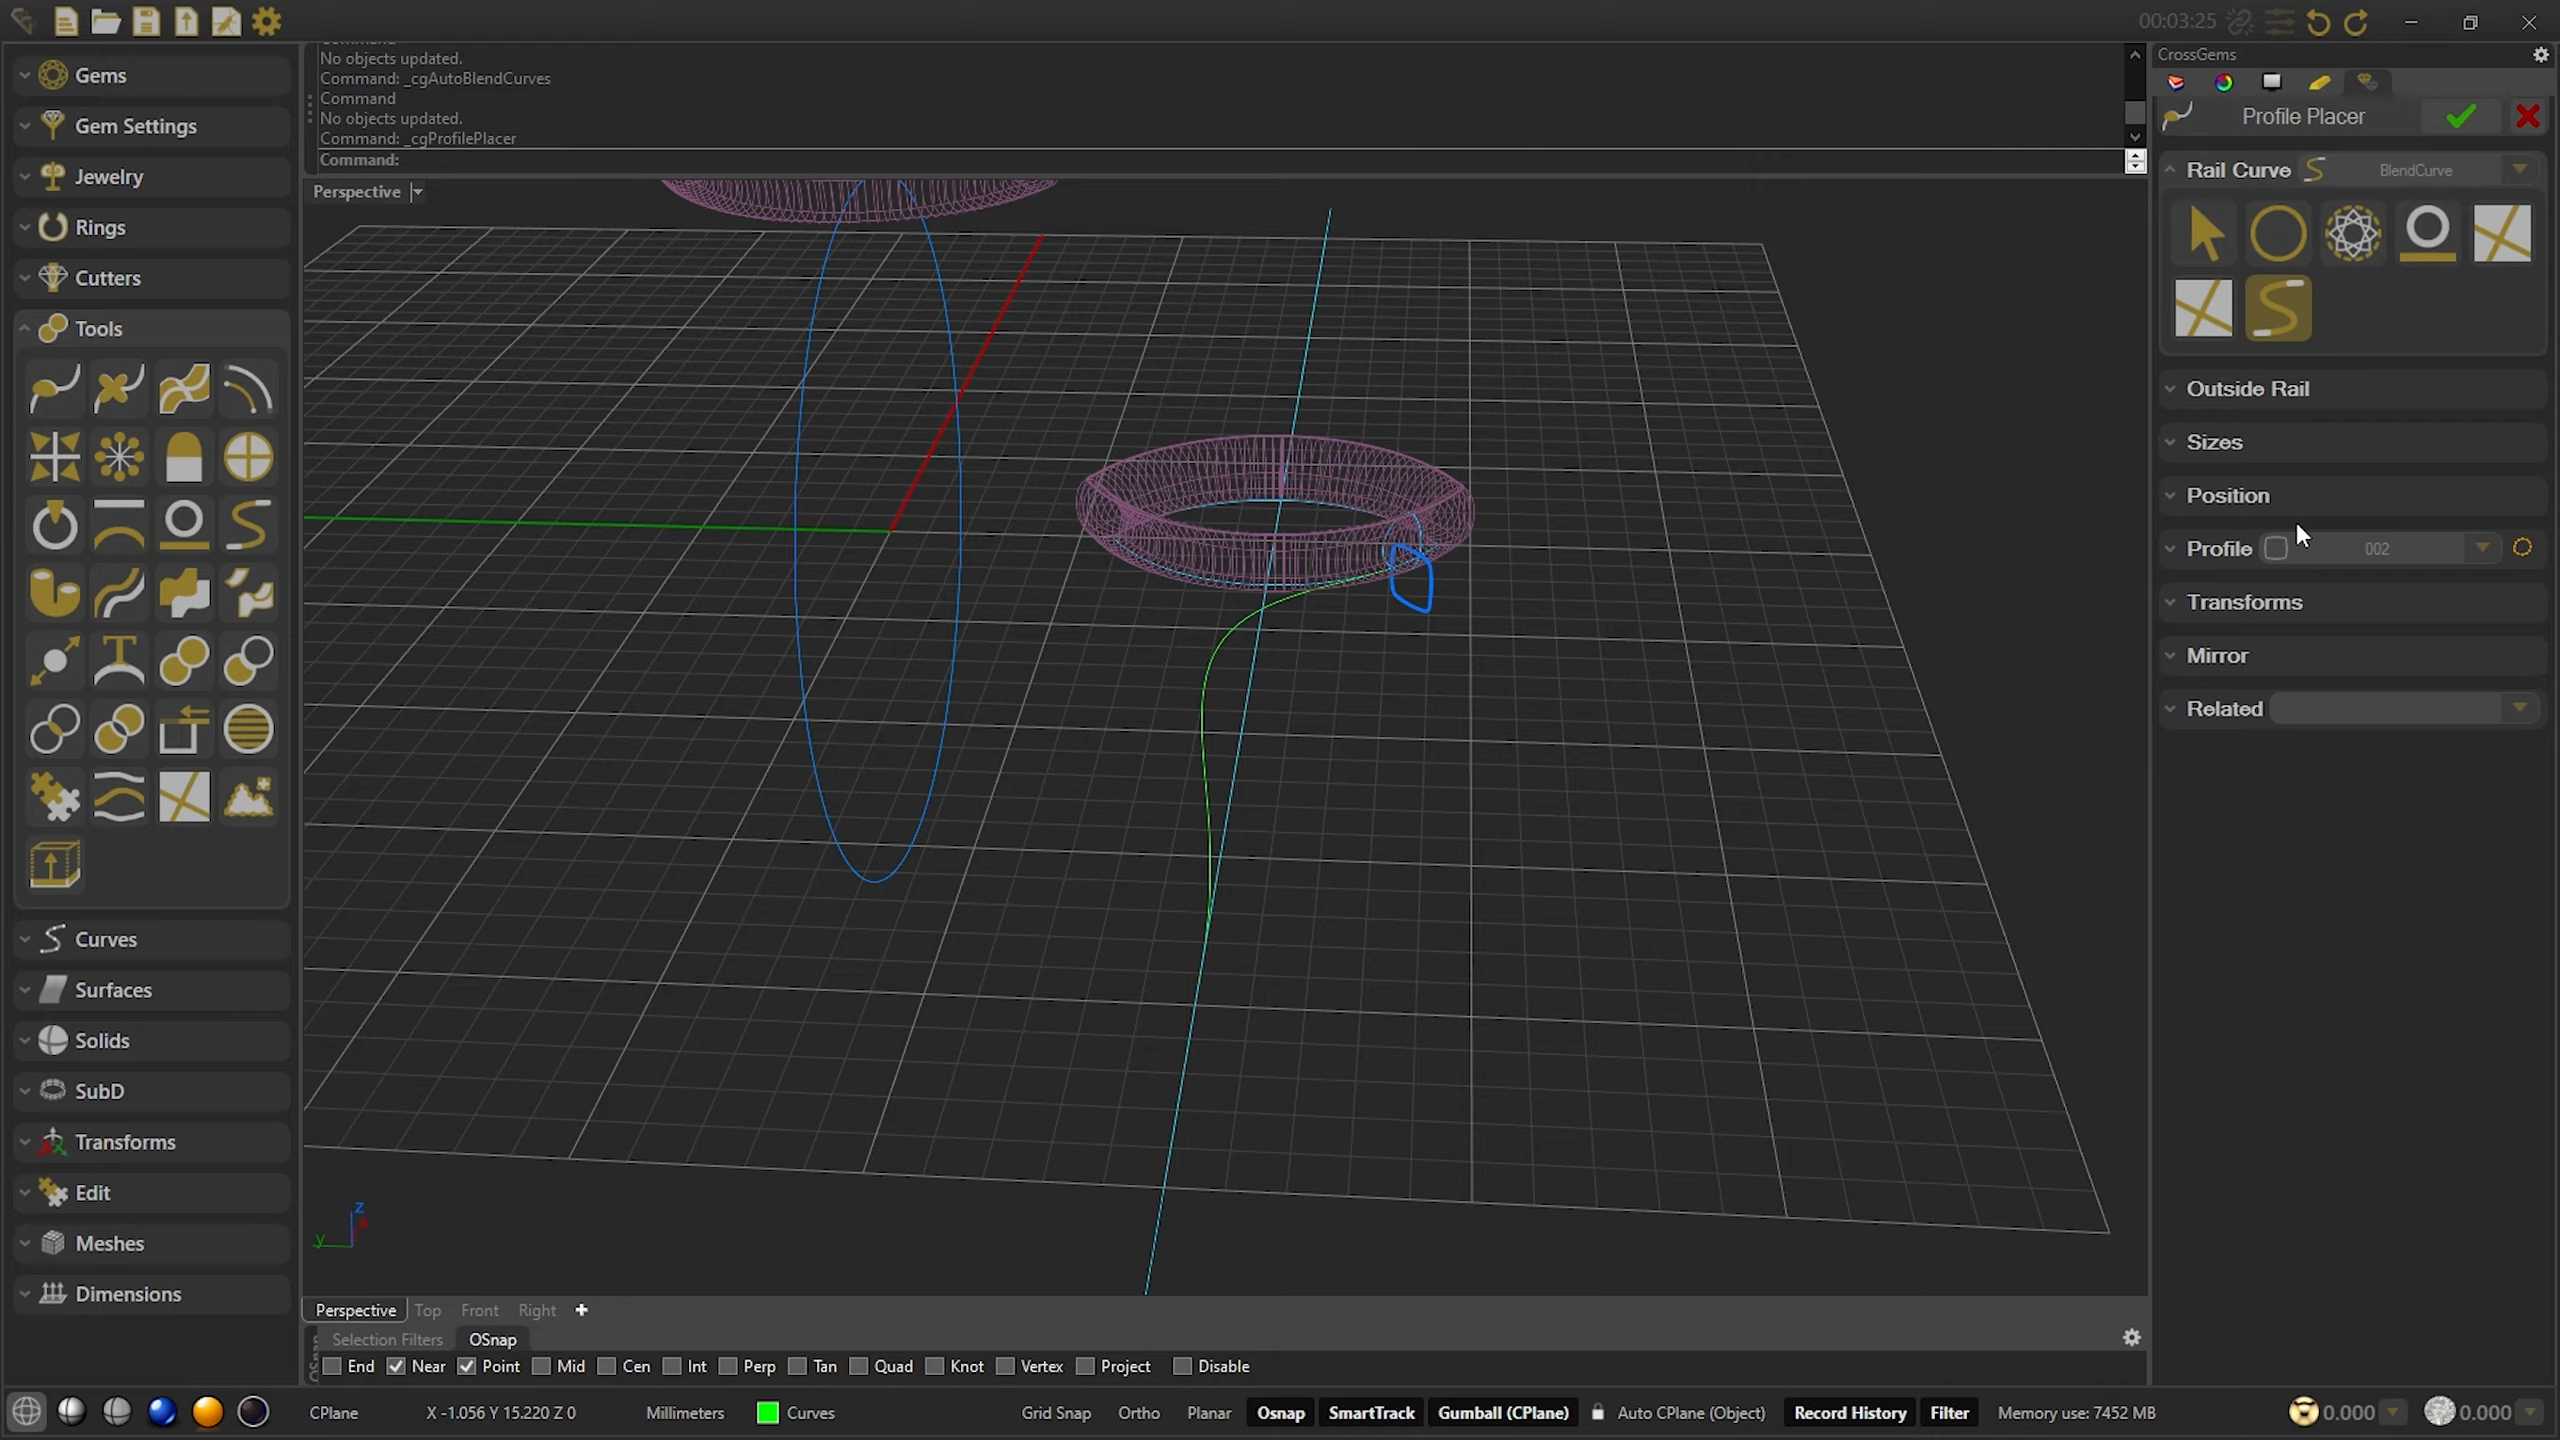 00:03:25
Gems
Gem Settings
Jewelry
Rings
Cutters
Tools
Curves
Surfaces
Solids
SubD
Transforms
Edit
Meshes
Dimensions
No objects updated.
Command: _cgAutoBlendCurves
Command
No objects updated.
Command: _cgProfilePlacer
Command:
Perspective
z
y
Perspective Top Front Right
Selection Filters OSnap
End Near Point Mid Cen Int Perp Tan Quad Knot Vertex Project Disable
CPlane X -1.056 Y 15.220 Z 0 Millimeters Curves Grid Snap Ortho Planar Osnap SmartTrack Gumball (CPlane) Auto CPlane (Object) Record History Filter Memory use: 7452 MB 0.000 0.000
CrossGems
Profile Placer
Rail Curve BlendCurve
Outside Rail
Sizes
Position
Profile 002
Transforms
Mirror
Related